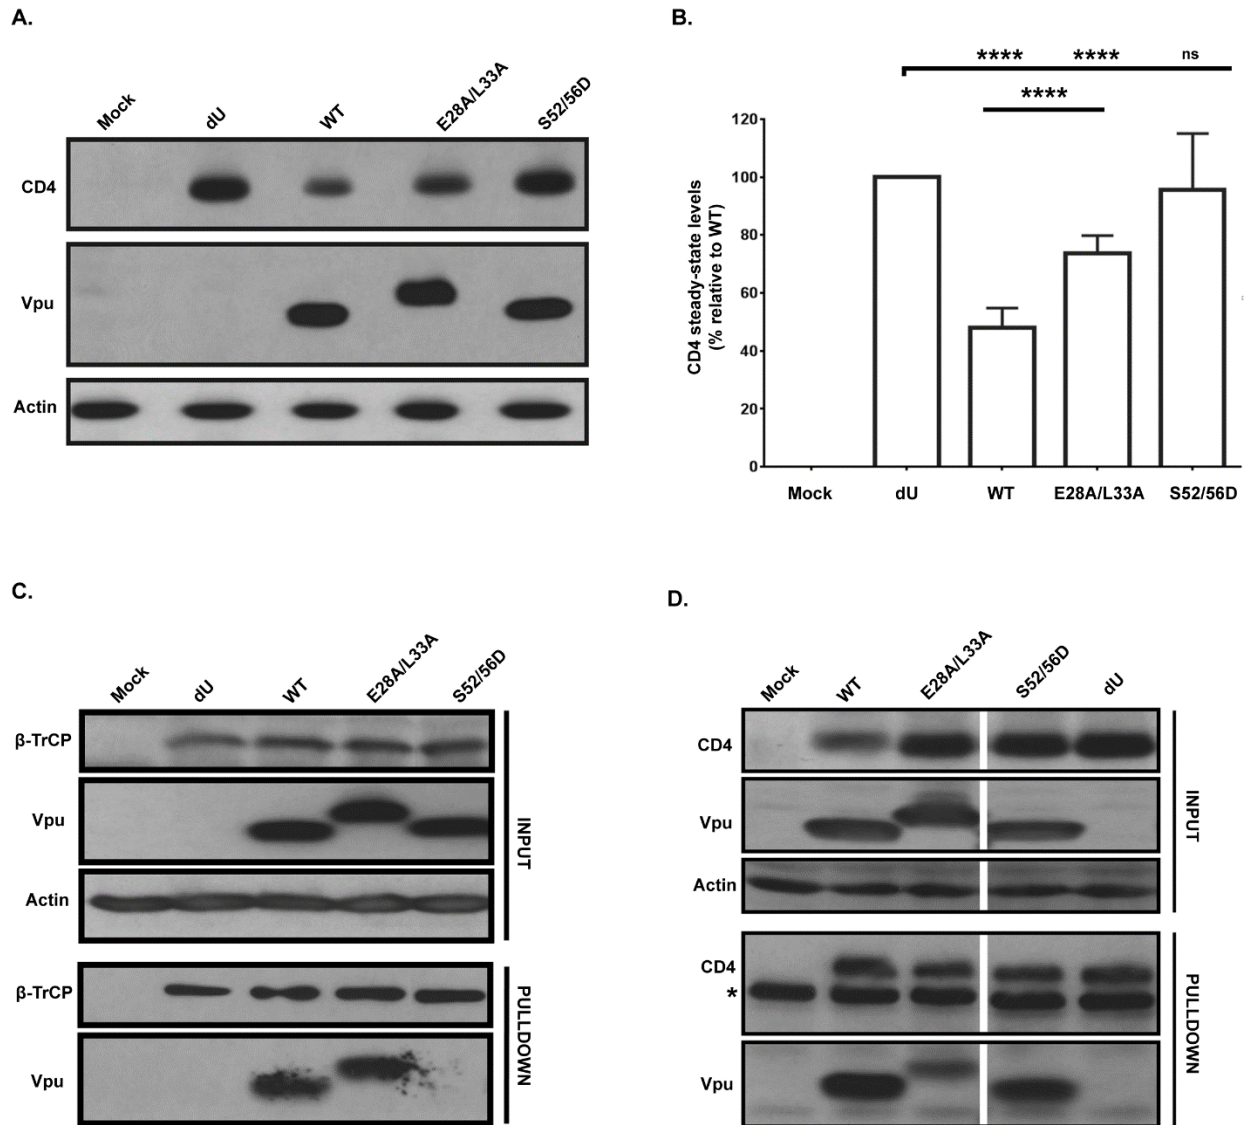 A.
Mock dU WT E28A/L33A S52/56D
CD4
Vpu
Actin
B.
**** **** ns
****
CD4 steady-state levels
(% relative to WT)
120
100
80
60
40
20
0
Mock dU WT E28A/L33A S52/56D
C.
Mock dU WT E28A/L33A S52/56D
β-TrCP
Vpu
Actin
INPUT
β-TrCP
Vpu
PULLDOWN
D.
Mock WT E28A/L33A S52/56D dU
CD4
Vpu
Actin
INPUT
CD4
*
Vpu
PULLDOWN